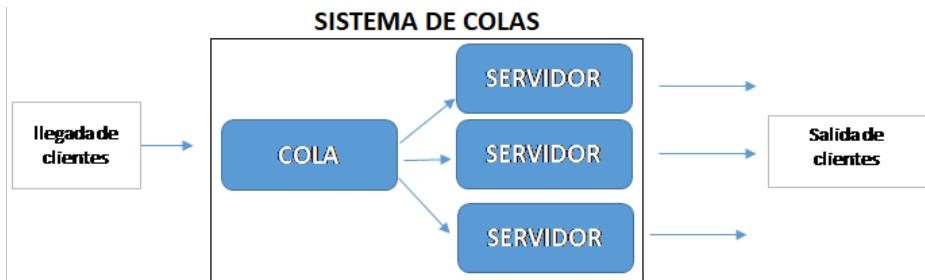 SISTEMA DE COLAS
llegada de
clientes
COLA
SERVIDOR
SERVIDOR
SERVIDOR
Salida de
clientes